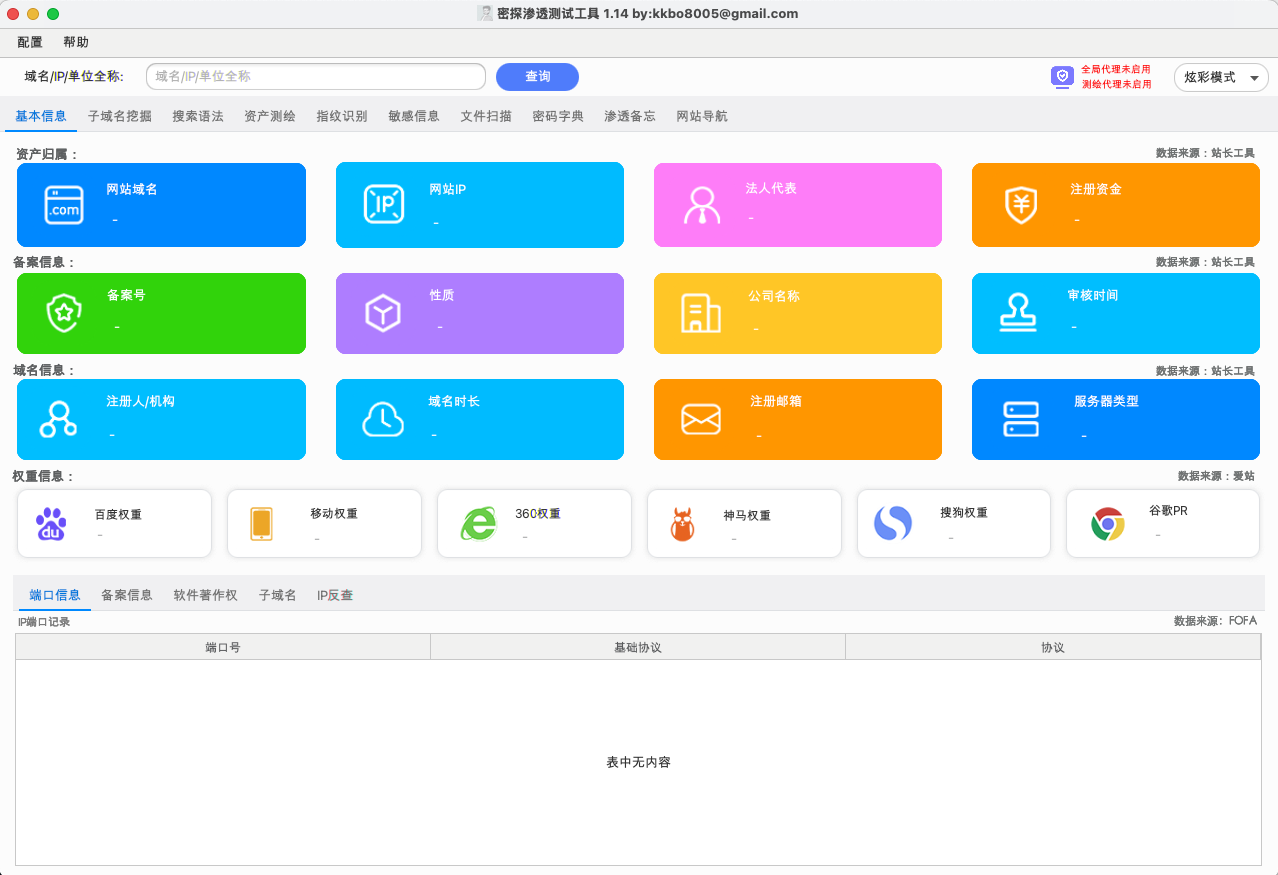 密探渗透测试工具 1.14 by:kkbo8005@gmail.com
配置 帮助
域名/IP/单位全称: 域名/IP/单位全称 查询 全局代理未启用
测绘代理未启用
炫彩模式
基本信息 子域名挖掘 搜索语法 资产测绘 指纹识别 敏感信息 文件扫描 密码字典 渗透备忘 网站导航
资产归属： 数据来源：站长工具
.com 网站域名 IP 网站IP 法人代表 注册资金
- - - -
备案信息： 数据来源：站长工具
备案号 性质 公司名称 审核时间
- - - -
域名信息： 数据来源：站长工具
注册人/机构 域名时长 注册邮箱 服务器类型
- - - -
权重信息： 数据来源：爱站
du 百度权重 移动权重 360权重 神马权重 搜狗权重 谷歌PR
- - - - - -
端口信息 备案信息 软件著作权 子域名 IP反查
IP端口记录 数据来源：FOFA
端口号 基础协议 协议
表中无内容